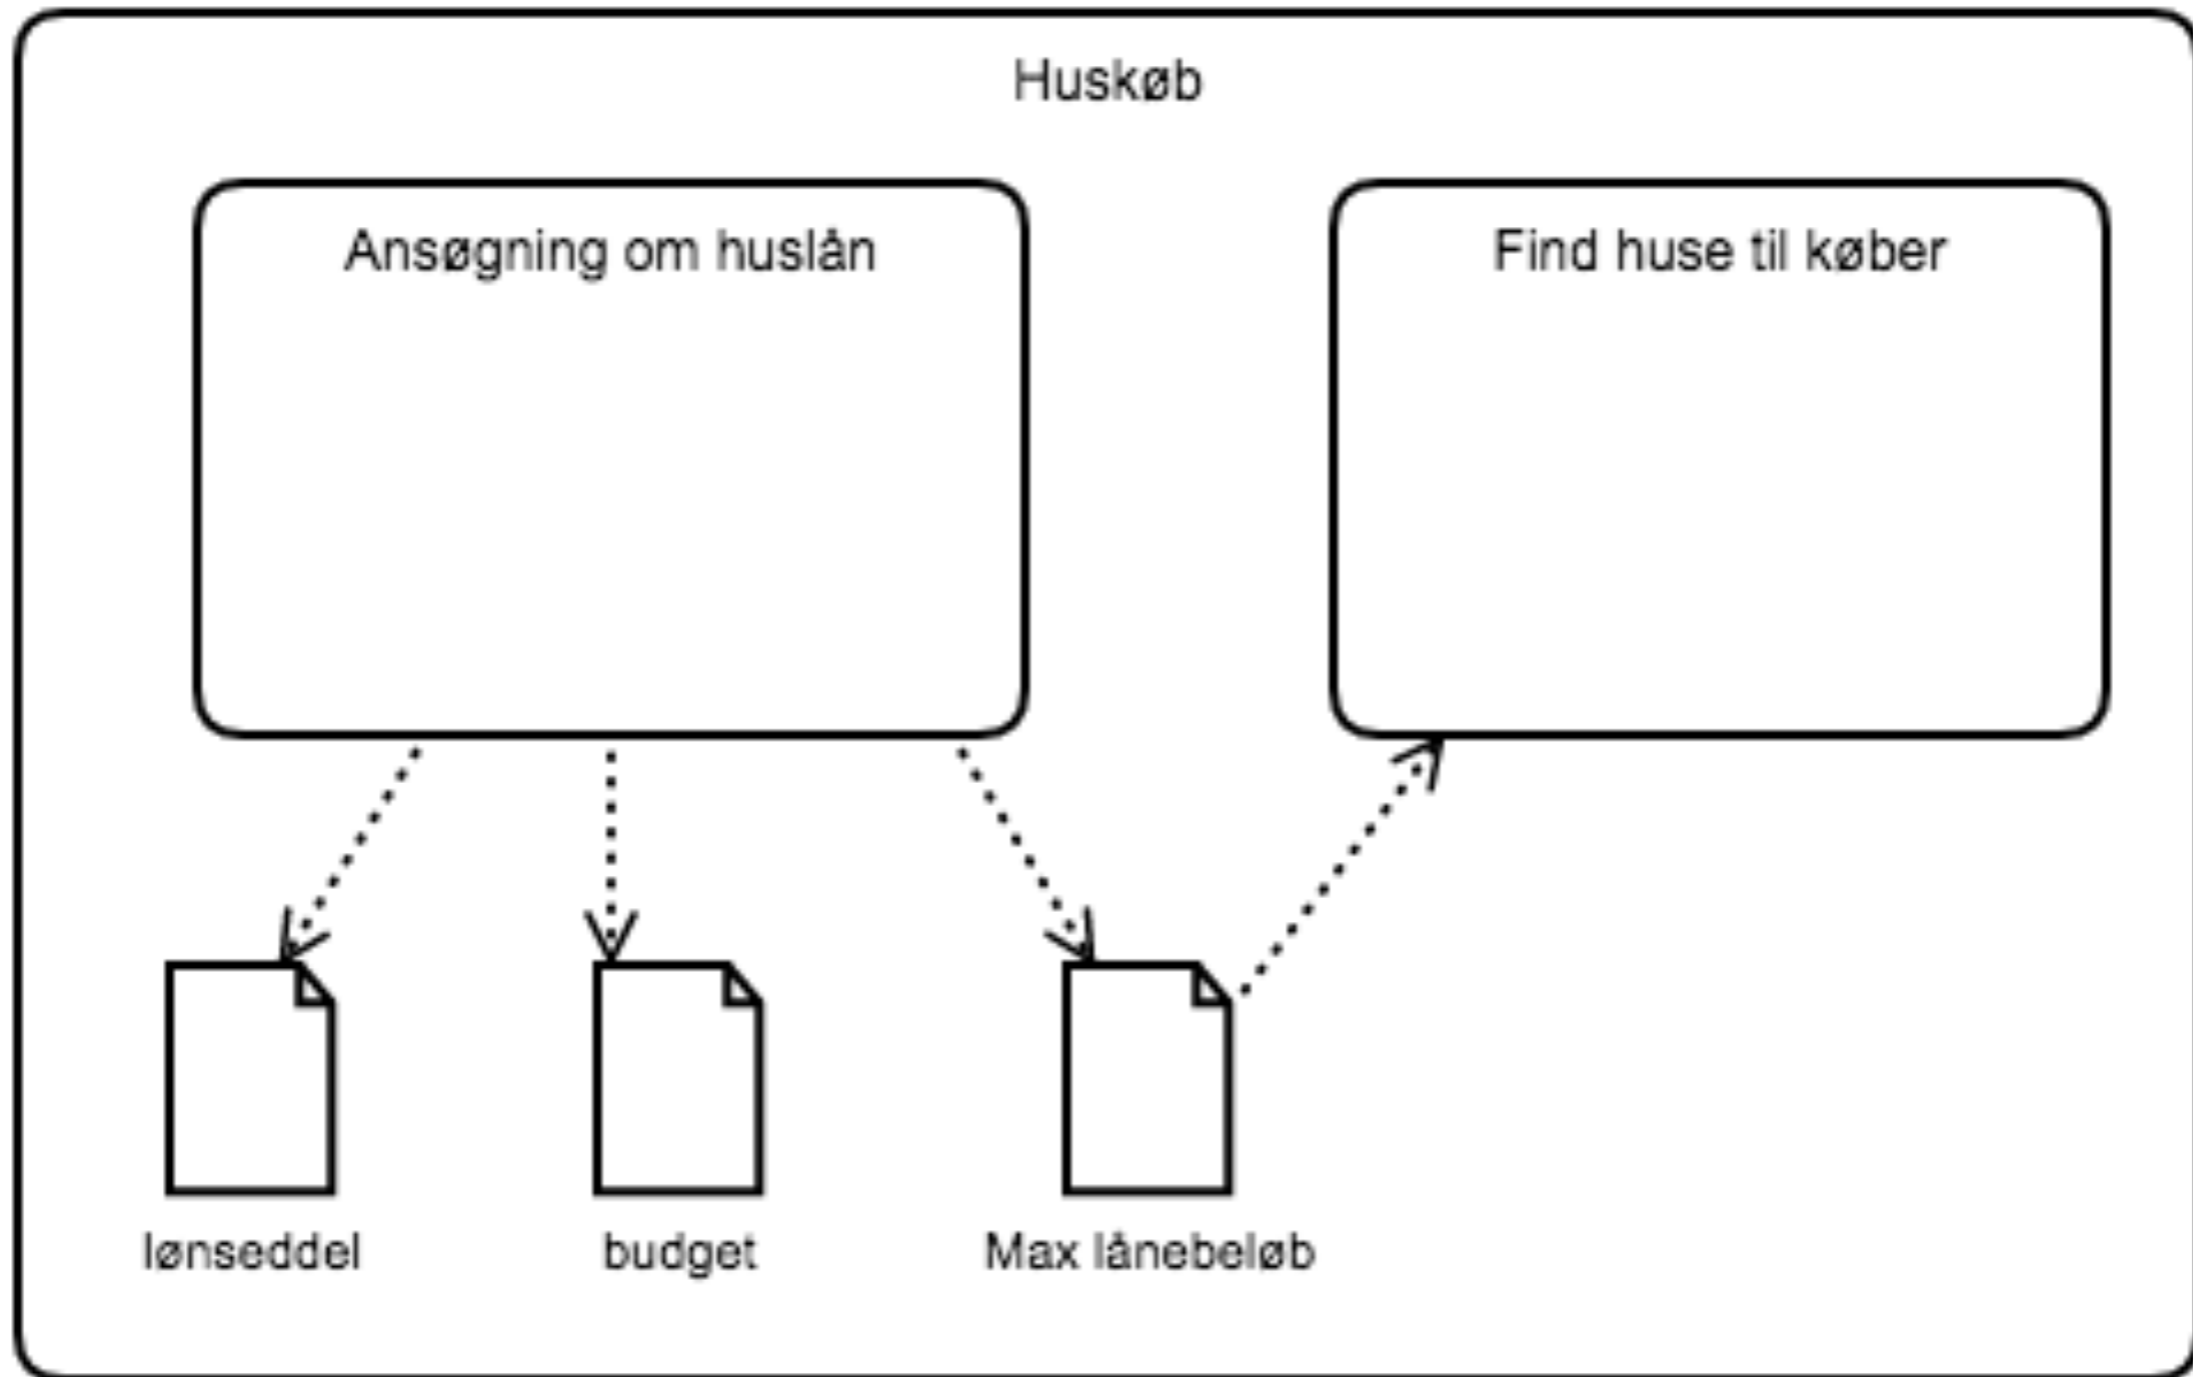 Huskøb
Ansøgning om huslån
Find huse til køber
lønseddel
budget
Max lånebeløb